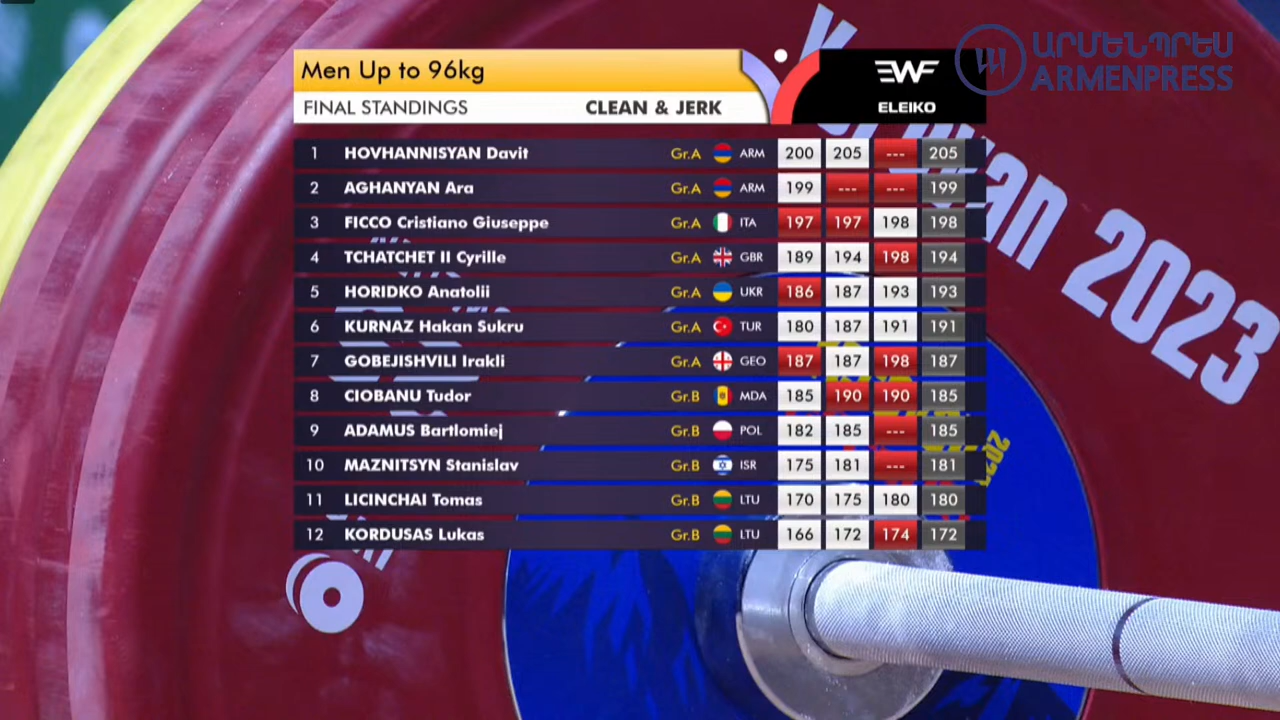 ԱՐՄԵՆՊՐԵՍ
ARMENPRESS
Men Up to 96kg
EWF
FINAL STANDINGS CLEAN & JERK
ELEIKO
1 HOVHANNISYAN Davit Gr.A ARM 200 205 --- 205
2 AGHANYAN Ara Gr.A ARM 199 --- --- 199
3 FICCO Cristiano Giuseppe Gr.A ITA 197 197 198 198
4 TCHATCHET II Cyrille Gr.A GBR 189 194 198 194
5 HORIDKO Anatolii Gr.A UKR 186 187 193 193
6 KURNAZ Hakan Sukru Gr.A TUR 180 187 191 191
7 GOBEJISHVILI Irakli Gr.A GEO 187 187 198 187
8 CIOBANU Tudor Gr.B MDA 185 190 190 185
9 ADAMUS Bartlomiej Gr.B POL 182 185 --- 185
10 MAZNITSYN Stanislav Gr.B ISR 175 181 --- 181
11 LICINCHAI Tomas Gr.B LTU 170 175 180 180
12 KORDUSAS Lukas Gr.B LTU 166 172 174 172
2023